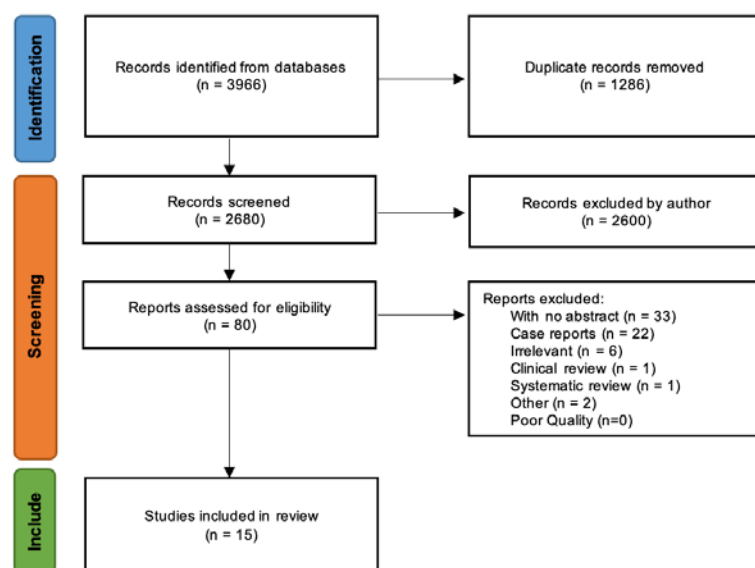 Identification
Records identified from databases
(n = 3966)
Duplicate records removed
(n = 1286)
Screening
Records screened
(n = 2680)
Records excluded by author
(n = 2600)
Reports assessed for eligibility
(n = 80)
Reports excluded:
With no abstract (n = 33)
Case reports (n = 22)
Irrelevant (n = 6)
Clinical review (n = 1)
Systematic review (n = 1)
Other (n = 2)
Poor Quality (n=0)
Include
Studies included in review
(n = 15)